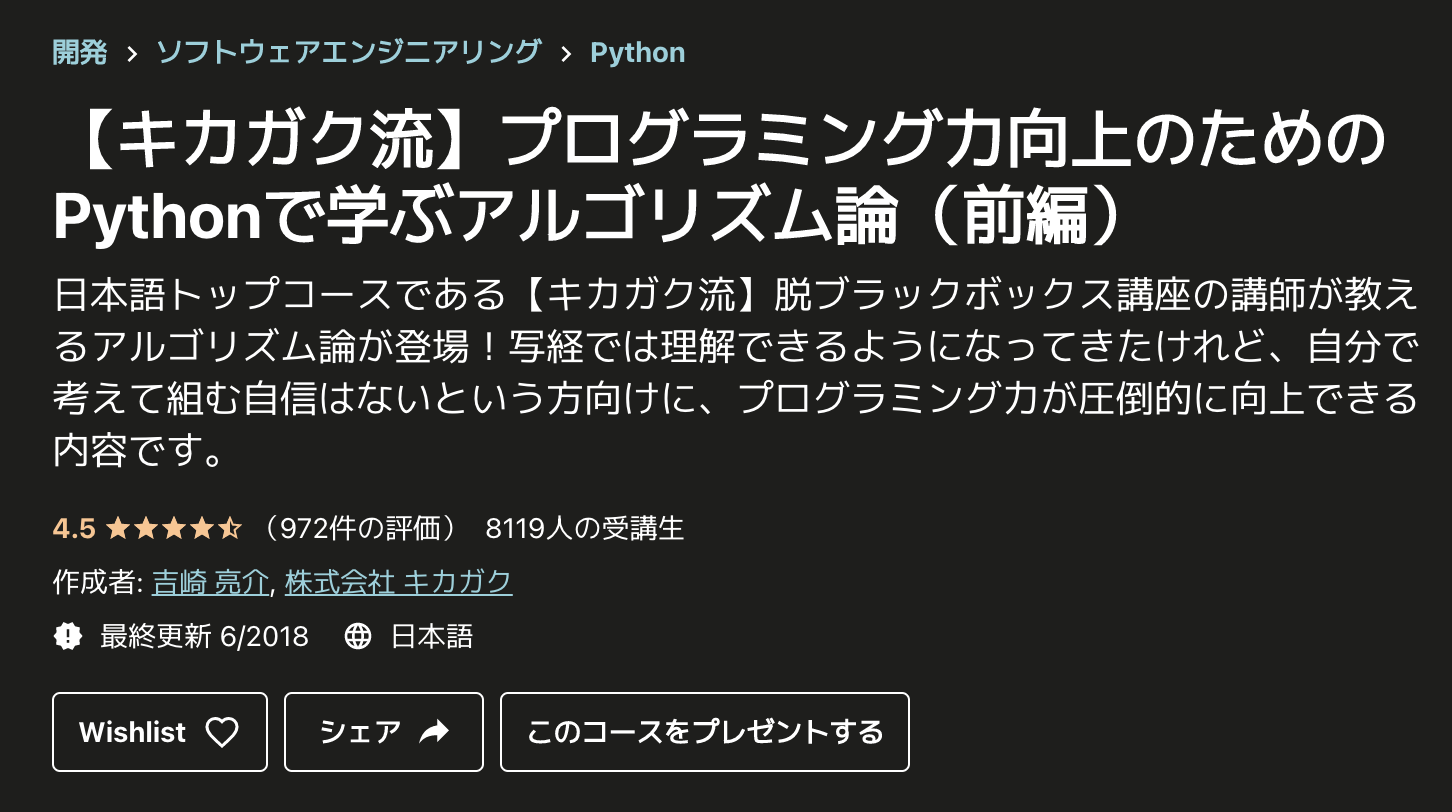 開発 › ソフトウェアエンジニアリング › Python
【キカガク流】プログラミング力向上のための
Pythonで学ぶアルゴリズム論（前編）
日本語トップコースである【キカガク流】脱ブラックボックス講座の講師が教え
るアルゴリズム論が登場！写経では理解できるようになってきたけれど、自分で
考えて組む自信はないという方向けに、プログラミング力が圧倒的に向上できる
内容です。
4.5 （972件の評価） 8119人の受講生
作成者: 吉崎 亮介, 株式会社 キカガク
最終更新 6/2018 日本語
Wishlist シェア このコースをプレゼントする